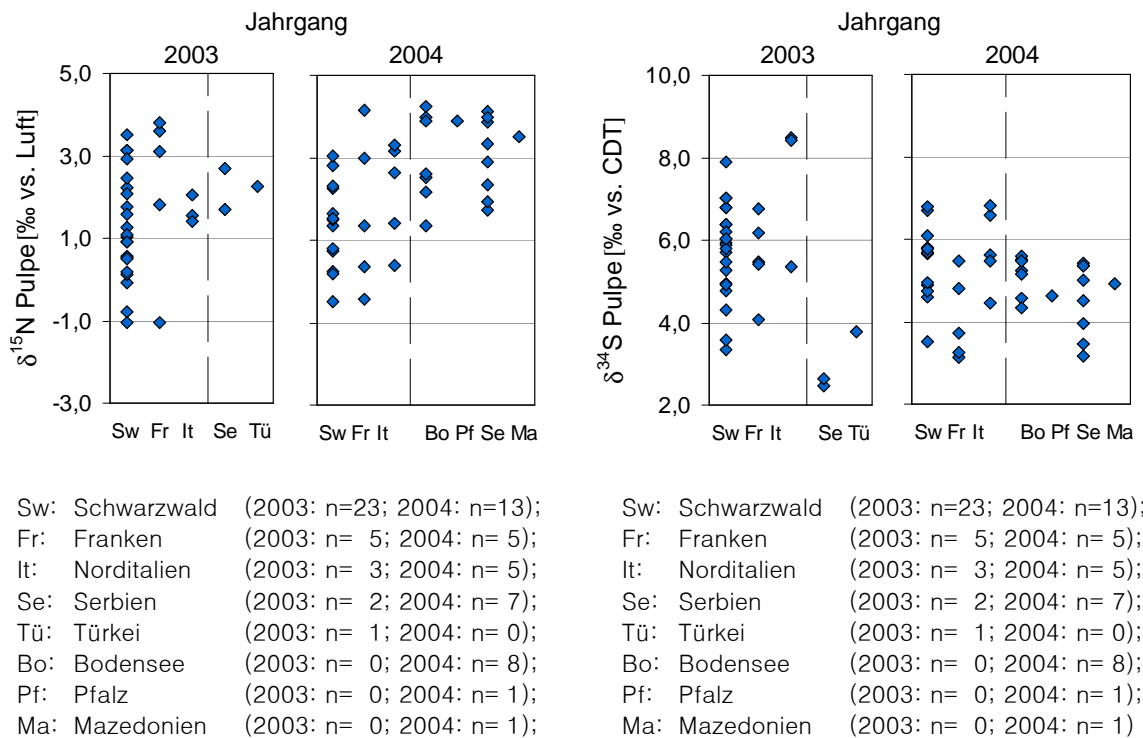 Jahrgang
2003 2004
5,0
3,0
1,0
-1,0
-3,0
δ¹⁵N Pulpe [‰ vs. Luft]
Sw Fr It Se Tü
Sw Fr It Bo Pf Se Ma
Jahrgang
2003 2004
10,0
8,0
6,0
4,0
2,0
δ³⁴S Pulpe [‰ vs. CDT]
Sw Fr It Se Tü
Sw Fr It Bo Pf Se Ma
Sw: Schwarzwald (2003: n=23; 2004: n=13);
Fr: Franken (2003: n= 5; 2004: n= 5);
It: Norditalien (2003: n= 3; 2004: n= 5);
Se: Serbien (2003: n= 2; 2004: n= 7);
Tü: Türkei (2003: n= 1; 2004: n= 0);
Bo: Bodensee (2003: n= 0; 2004: n= 8);
Pf: Pfalz (2003: n= 0; 2004: n= 1);
Ma: Mazedonien (2003: n= 0; 2004: n= 1);
Sw: Schwarzwald (2003: n=23; 2004: n=13);
Fr: Franken (2003: n= 5; 2004: n= 5);
It: Norditalien (2003: n= 3; 2004: n= 5);
Se: Serbien (2003: n= 2; 2004: n= 7);
Tü: Türkei (2003: n= 1; 2004: n= 0);
Bo: Bodensee (2003: n= 0; 2004: n= 8);
Pf: Pfalz (2003: n= 0; 2004: n= 1);
Ma: Mazedonien (2003: n= 0; 2004: n= 1)